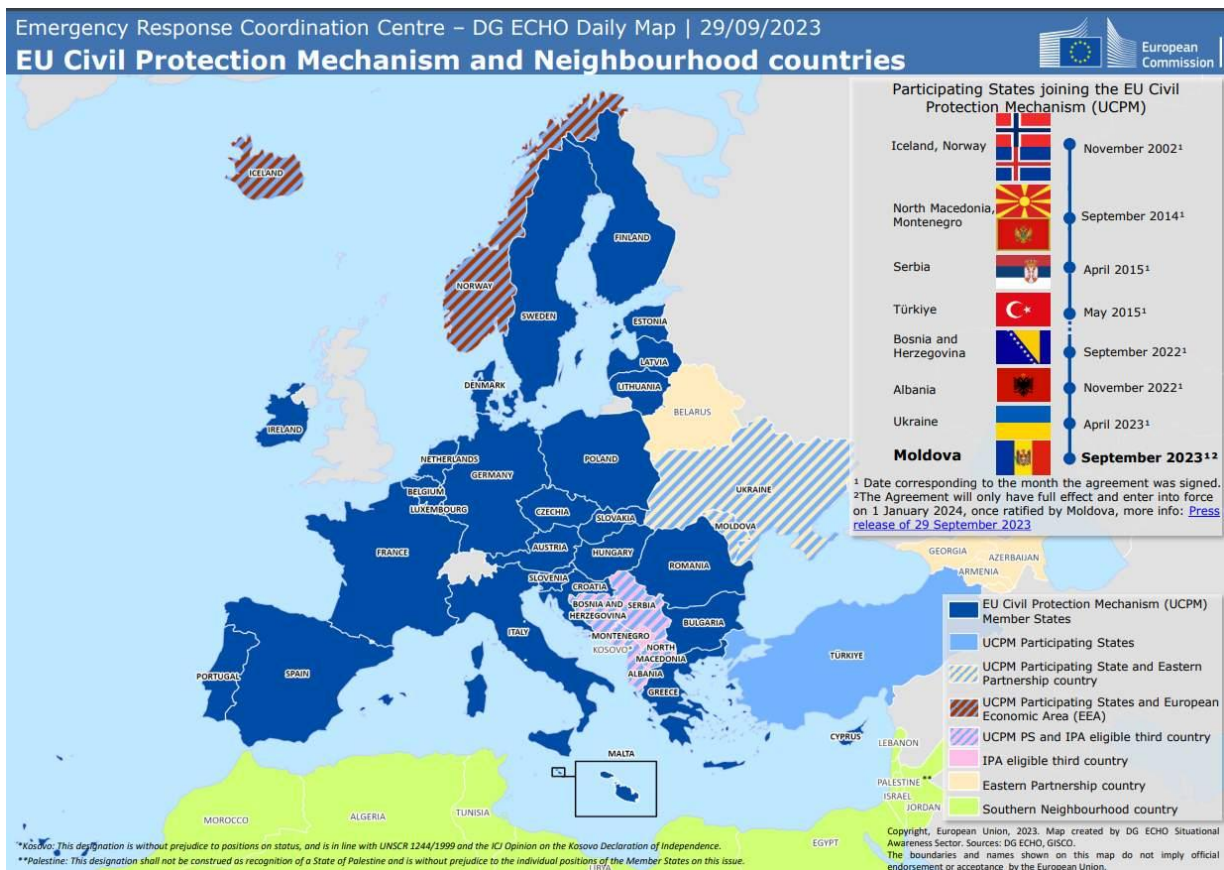 Emergency Response Coordination Centre – DG ECHO Daily Map | 29/09/2023
EU Civil Protection Mechanism and Neighbourhood countries
European
Commission
Participating States joining the EU Civil
Protection Mechanism (UCPM)
Iceland, Norway
November 2002¹
North Macedonia,
Montenegro
September 2014¹
Serbia
April 2015¹
Türkiye
May 2015¹
Bosnia and
Herzegovina
September 2022¹
Albania
November 2022¹
Ukraine
April 2023¹
Moldova
September 2023¹²
¹ Date corresponding to the month the agreement was signed.
²The Agreement will only have full effect and enter into force
on 1 January 2024, once ratified by Moldova, more info: Press
release of 29 September 2023
ICELAND
FINLAND
NORWAY
SWEDEN
ESTONIA
LATVIA
DENMARK
LITHUANIA
BELARUS
IRELAND
NETHERLANDS
GERMANY
POLAND
BELGIUM
UKRAINE
LUXEMBOURG
CZECHIA
SLOVAKIA
MOLDOVA
FRANCE
AUSTRIA
HUNGARY
GEORGIA
AZERBAIJAN
ARMENIA
ROMANIA
SLOVENIA
CROATIA
BOSNIA AND
HERZEGOVINA
SERBIA
BULGARIA
ITALY
MONTENEGRO
KOSOVO*
NORTH
MACEDONIA
TÜRKIYE
PORTUGAL
SPAIN
ALBANIA
GREECE
CYPRUS
LEBANON
MALTA
PALESTINE **
ISRAEL
JORDAN
MOROCCO
ALGERIA
TUNISIA
EGYPT
LIBYA
EU Civil Protection Mechanism (UCPM)
Member States
UCPM Participating States
UCPM Participating State and Eastern
Partnership country
UCPM Participating States and European
Economic Area (EEA)
UCPM PS and IPA eligible third country
IPA eligible third country
Eastern Partnership country
Southern Neighbourhood country
*Kosovo: This designation is without prejudice to positions on status, and is in line with UNSCR 1244/1999 and the ICJ Opinion on the Kosovo Declaration of Independence.
**Palestine: This designation shall not be construed as recognition of a State of Palestine and is without prejudice to the individual positions of the Member States on this issue.
Copyright, European Union, 2023. Map created by DG ECHO Situational
Awareness Sector. Sources: DG ECHO, GISCO.
The boundaries and names shown on this map do not imply official
endorsement or acceptance by the European Union.